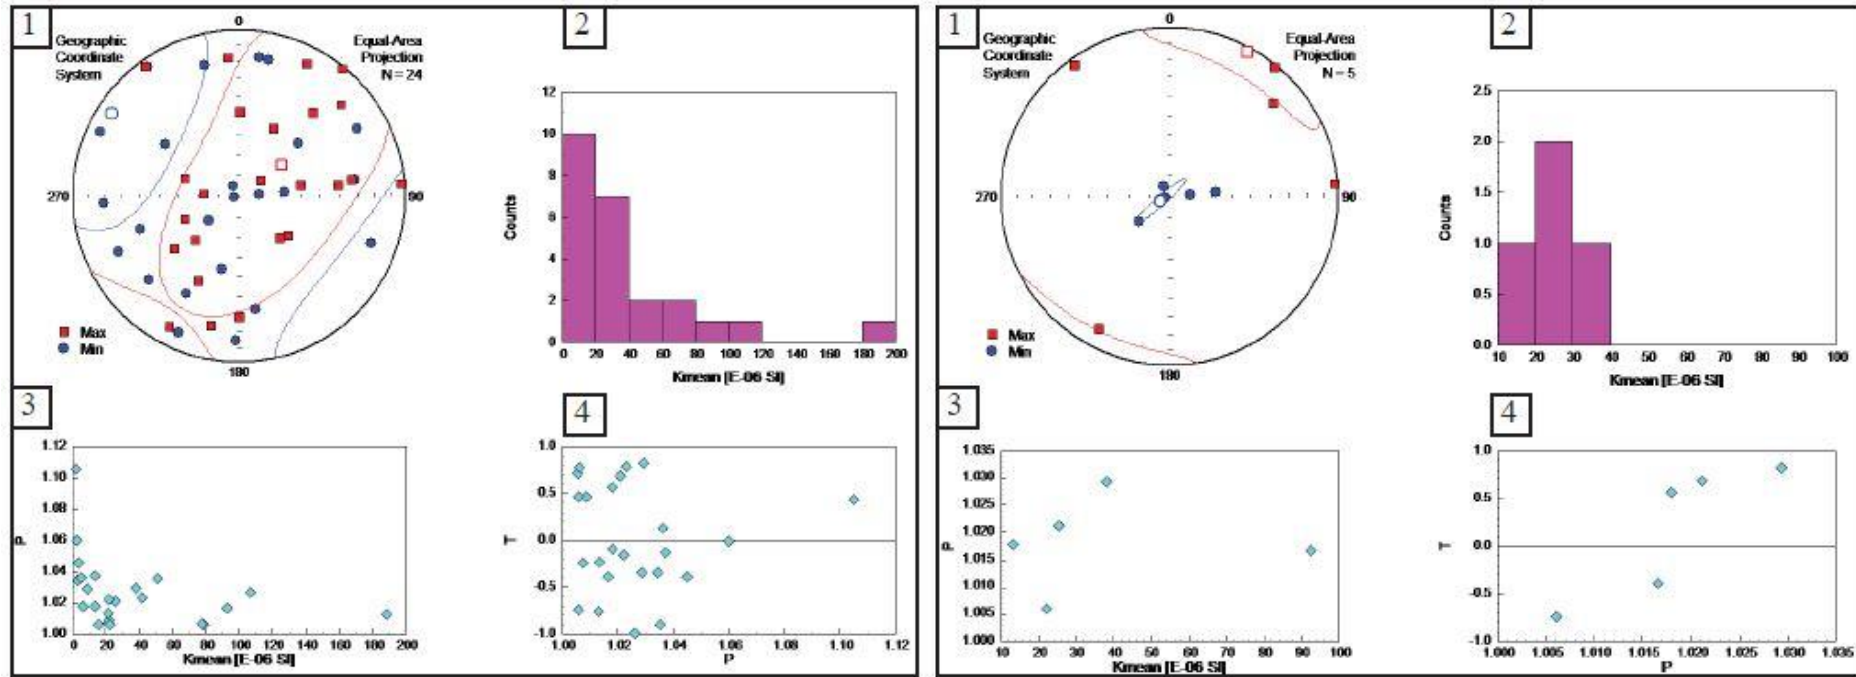 1
0
Geographic
Coordinate
System
Equal-Area
Projection
N = 24
270
90
180
Max
Min
2
12
10
8
6
4
2
0
Counts
0 20 40 60 80 100 120 140 160 180 200
Kmean [E-06 SI]
3
1.12
1.10
1.08
1.06
1.04
1.02
1.00
P
0 20 40 60 80 100 120 140 160 180 200
Kmean [E-06 SI]
4
1.0
0.5
0.0
-0.5
-1.0
T
1.00 1.02 1.04 1.06 1.08 1.10 1.12
P
1
0
Geographic
Coordinate
System
Equal-Area
Projection
N = 5
270
90
180
Max
Min
2
2.5
2.0
1.5
1.0
0.5
0.0
Counts
10 20 30 40 50 60 70 80 90 100
Kmean [E-06 SI]
3
1.035
1.030
1.025
1.020
1.015
1.010
1.005
1.000
P
10 20 30 40 50 60 70 80 90 100
Kmean [E-06 SI]
4
1.0
0.5
0.0
-0.5
-1.0
T
1.000 1.005 1.010 1.015 1.020 1.025 1.030 1.035
P